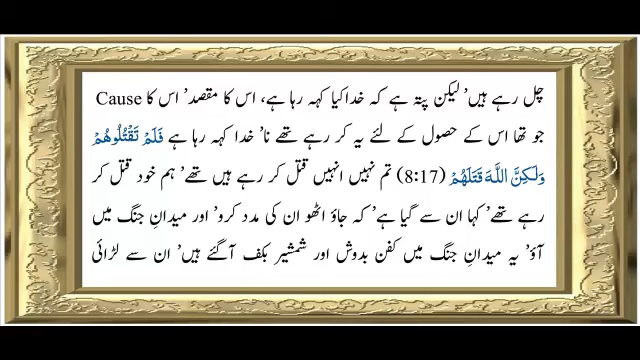 چل رہے ہیں’ لیکن پتہ ہے کہ خدا کیا کہہ رہا ہے، اس کا مقصد’ اس کا Cause
جو تھا اس کے حصول کے لئے یہ کر رہے تھے نا’ خدا کہہ رہا ہے فَلَمْ تَقْتُلُوهُمْ
وَلَـٰكِنَّ اللَّهَ قَتَلَهُمْ (8:17) تم نہیں انہیں قتل کر رہے ہیں تھے’ ہم خود قتل کر
رہے تھے’ کہا ان سے گیا ہے’ کہ جاؤ اٹھو ان کی مدد کرو’ اور میدانِ جنگ میں
آؤ’ یہ میدانِ جنگ میں کفن بدوش اور شمشیر بکف آگئے ہیں’ ان سے لڑائی